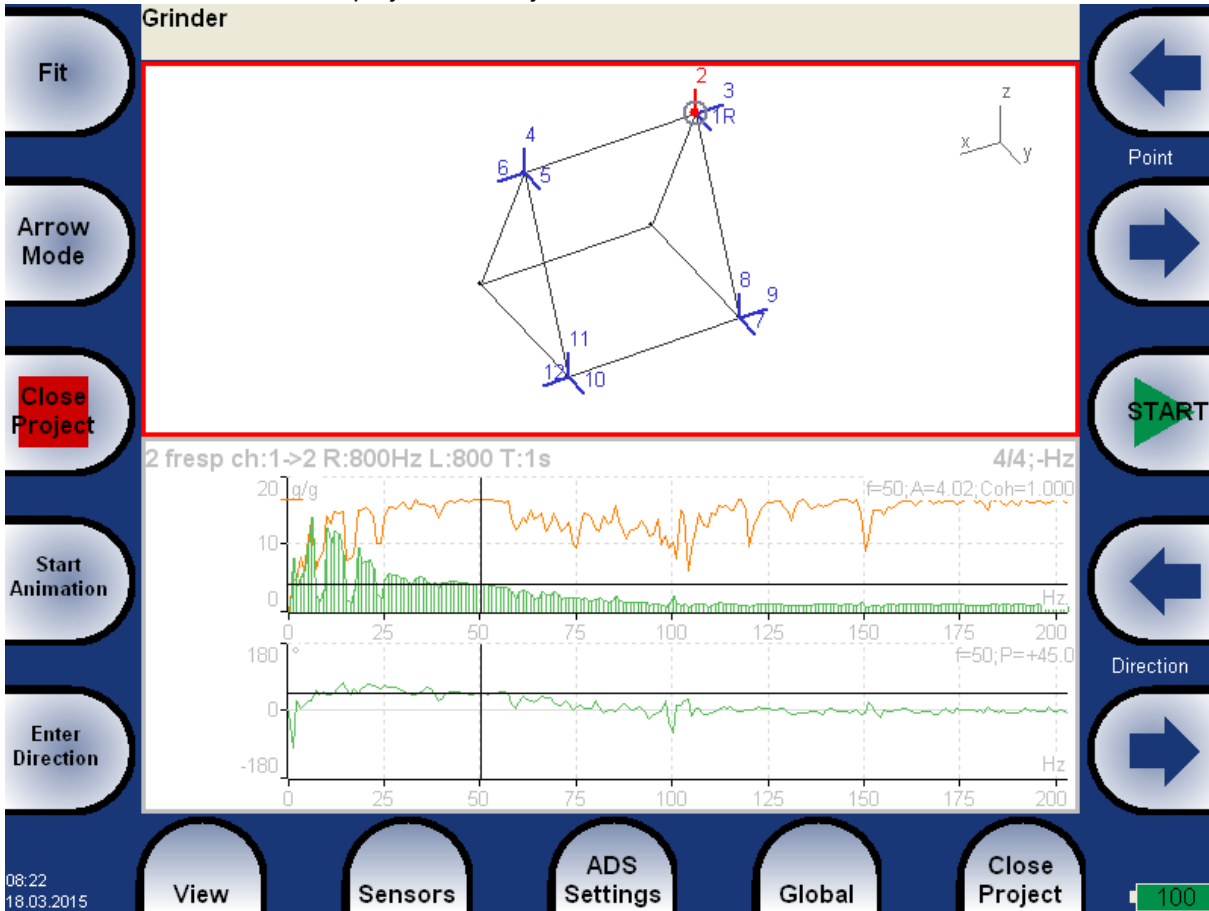 Grinder
Fit
Arrow
Mode
Close
Project
Start
Animation
Enter
Direction
2
3
1R
4
6
5
8
9
7
11
12
10
z
x
y
Point
START
Direction
2 fresp ch:1->2 R:800Hz L:800 T:1s
4/4;-Hz
20
g/g
f=50;A=4.02;Coh=1.000
10
0
Hz
0 25 50 75 100 125 150 175 200
180
°
f=50;P=+45.0
0
-180
Hz
0 25 50 75 100 125 150 175 200
08:22
18.03.2015
View
Sensors
ADS
Settings
Global
Close
Project
100